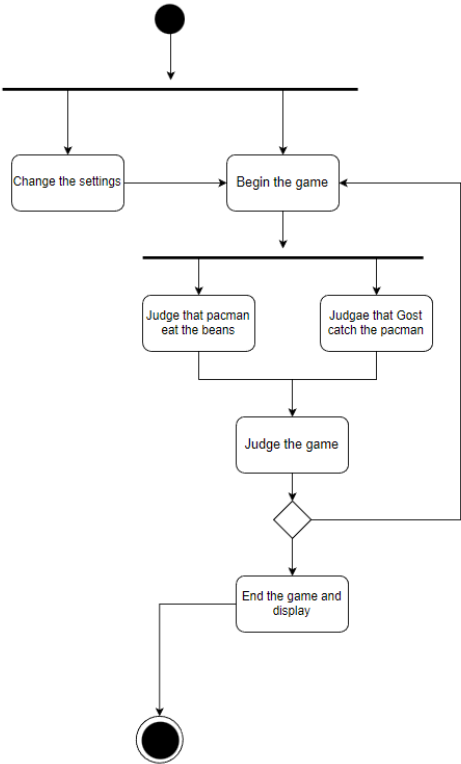 Change the settings
Begin the game
Judge that pacman
eat the beans
Judgae that Gost
catch the pacman
Judge the game
End the game and
display